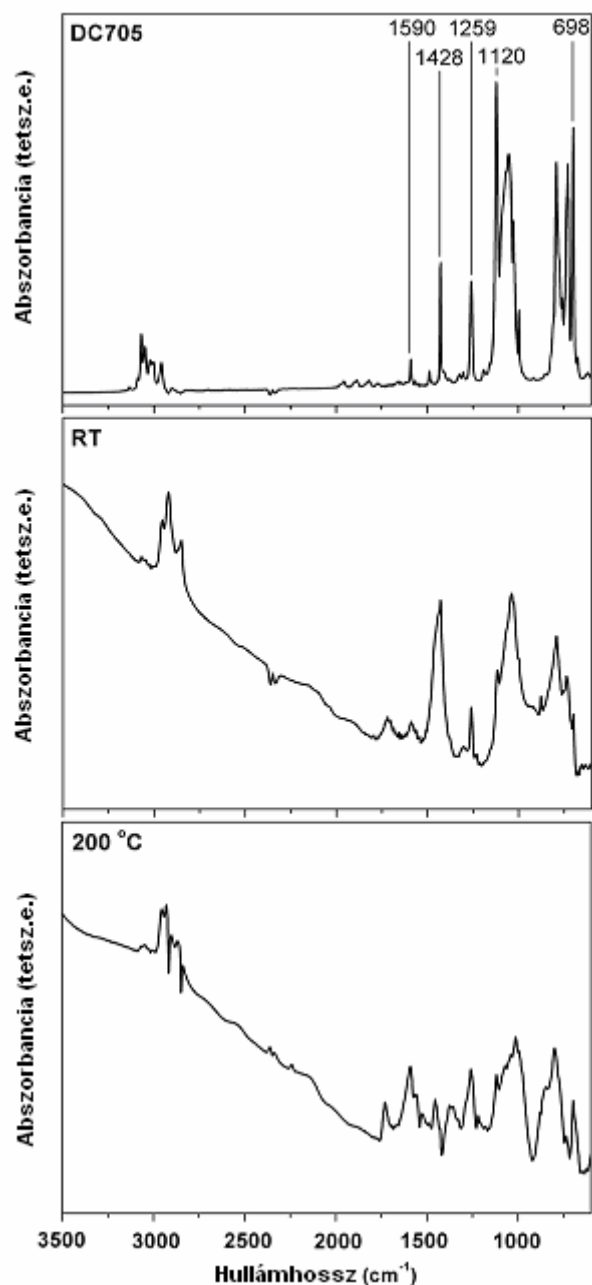 DC705
1590 1259 698
1428 1120
Abszorbancia (tetsz.e.)
RT
Abszorbancia (tetsz.e.)
200 °C
Abszorbancia (tetsz.e.)
3500 3000 2500 2000 1500 1000
Hullámhossz (cm⁻¹)